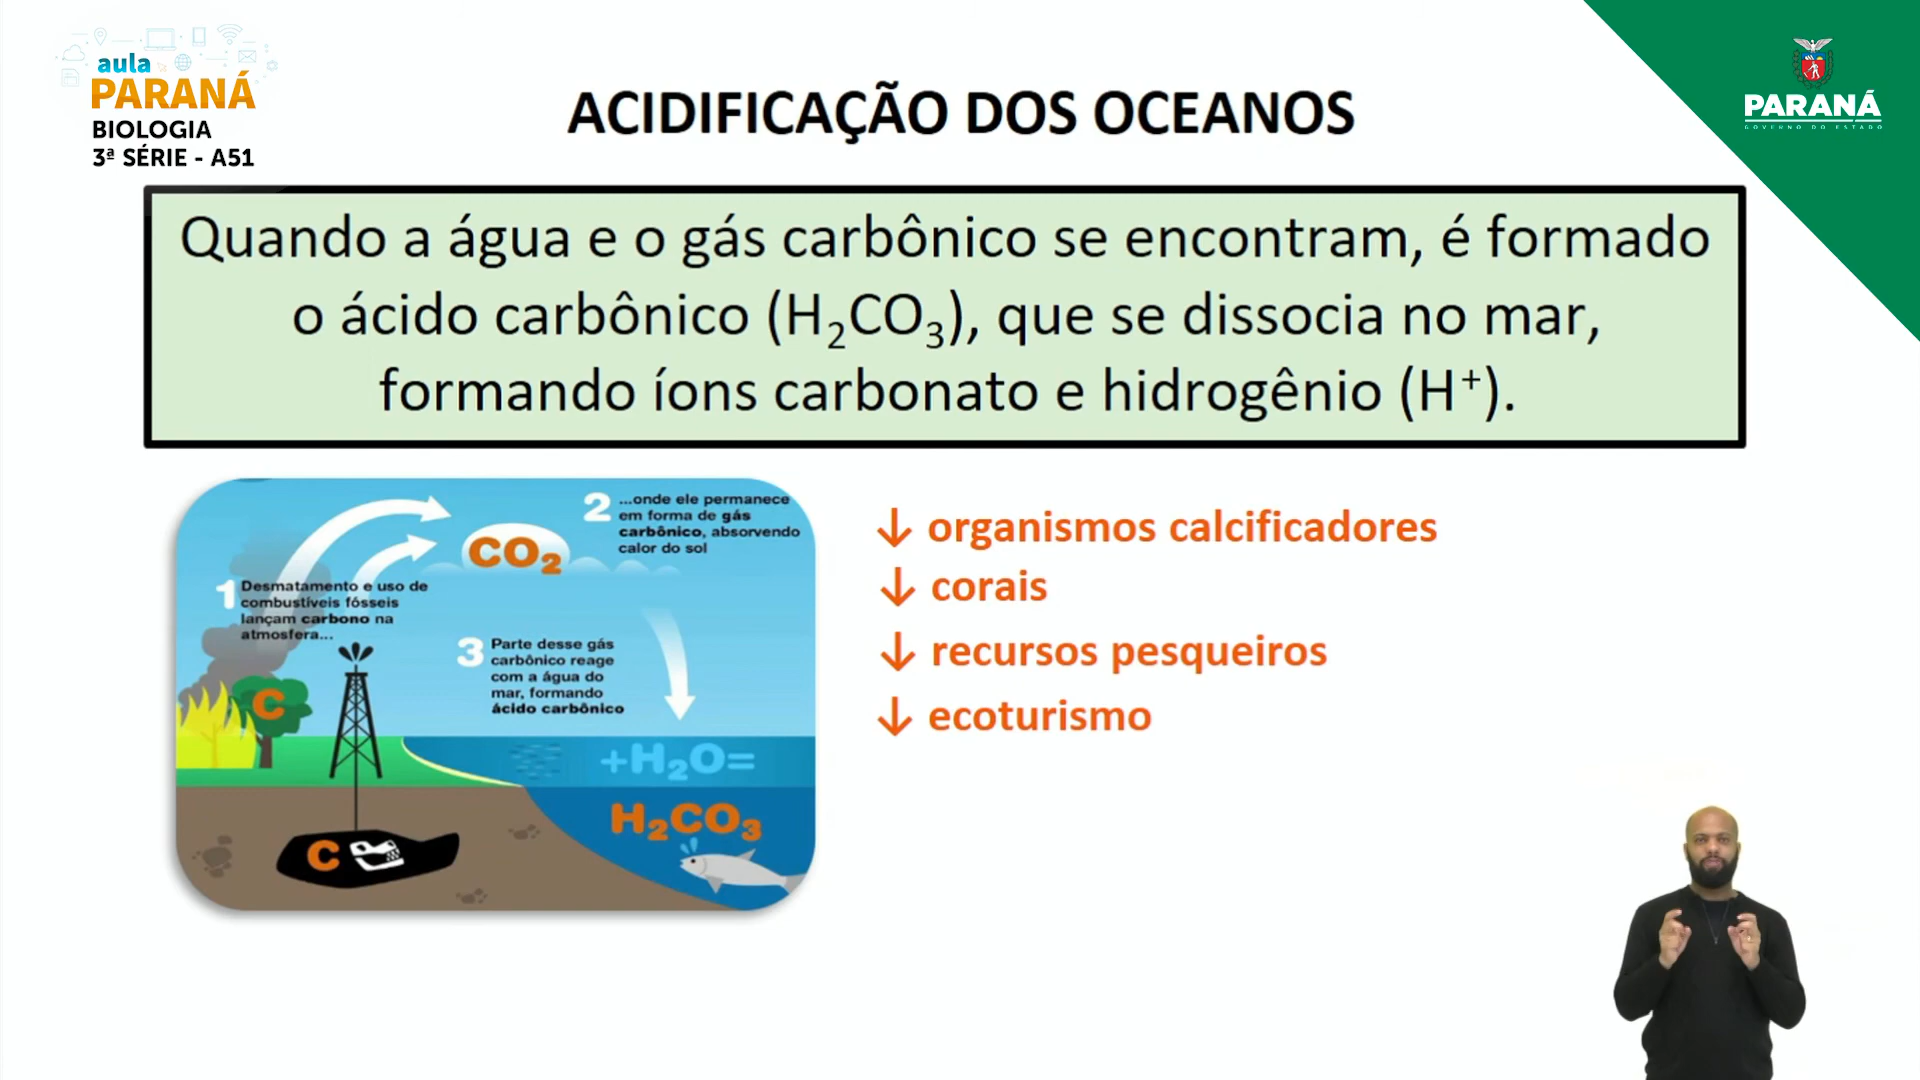 aula
PARANÁ
BIOLOGIA
3ª SÉRIE - A51
PARANÁ
GOVERNO DO ESTADO
ACIDIFICAÇÃO DOS OCEANOS
Quando a água e o gás carbônico se encontram, é formado
o ácido carbônico (H₂CO₃), que se dissocia no mar,
formando íons carbonato e hidrogênio (H⁺).
1 Desmatamento e uso de
combustíveis fósseis
lançam carbono na
atmosfera...
CO₂
2 ...onde ele permanece
em forma de gás
carbônico, absorvendo
calor do sol
3 Parte desse gás
carbônico reage
com a água do
mar, formando
ácido carbônico
C
+H₂O=
H₂CO₃
C
↓ organismos calcificadores
↓ corais
↓ recursos pesqueiros
↓ ecoturismo